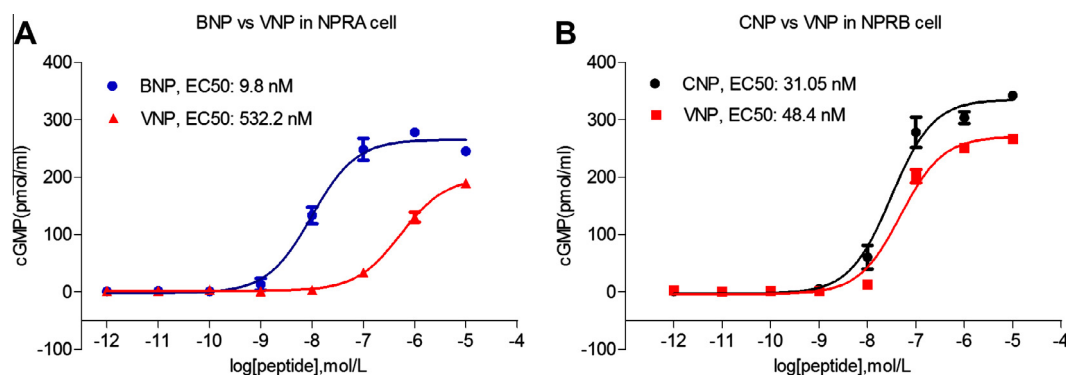 A
BNP vs VNP in NPRA cell
BNP, EC50: 9.8 nM
VNP, EC50: 532.2 nM
cGMP(pmol/ml)
400
300
200
100
0
-100
-12 -11 -10 -9 -8 -7 -6 -5 -4
log[peptide],mol/L
B
CNP vs VNP in NPRB cell
CNP, EC50: 31.05 nM
VNP, EC50: 48.4 nM
cGMP(pmol/ml)
400
300
200
100
0
-100
-12 -11 -10 -9 -8 -7 -6 -5 -4
log[peptide],mol/L